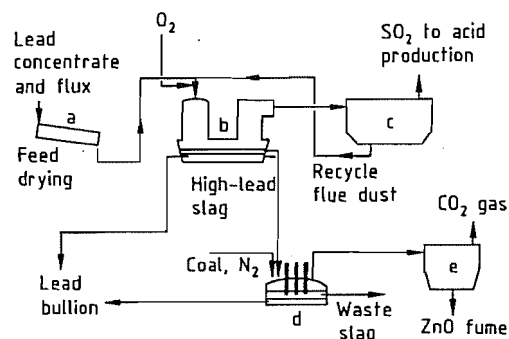 O₂
Lead
concentrate
and flux
a
Feed
drying
b
SO₂ to acid
production
c
High-lead
slag
Recycle
flue dust
CO₂ gas
Coal, N₂
e
Lead
bullion
d
Waste
slag
ZnO fume